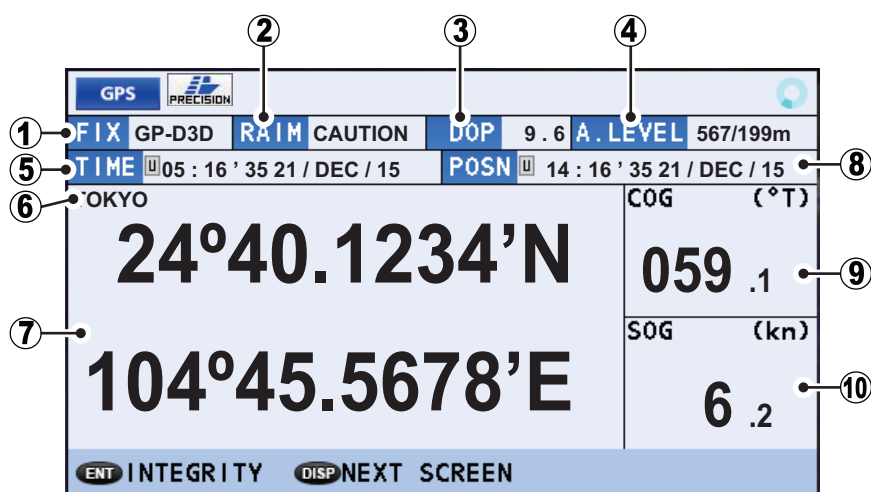 2 3 4
GPS PRECISION
1 FIX GP-D3D RAIM CAUTION DOP 9 . 6 A.LEVEL 567/199m
5 TIME U 05 : 16 ’ 35 21 / DEC / 15 POSN U 14 : 16 ’ 35 21 / DEC / 15 8
6 TOKYO COG (°T)
24º40.1234’N
059 .1 9
7 SOG (kn)
104º45.5678’E
6 .2 10
ENT INTEGRITY DISP NEXT SCREEN